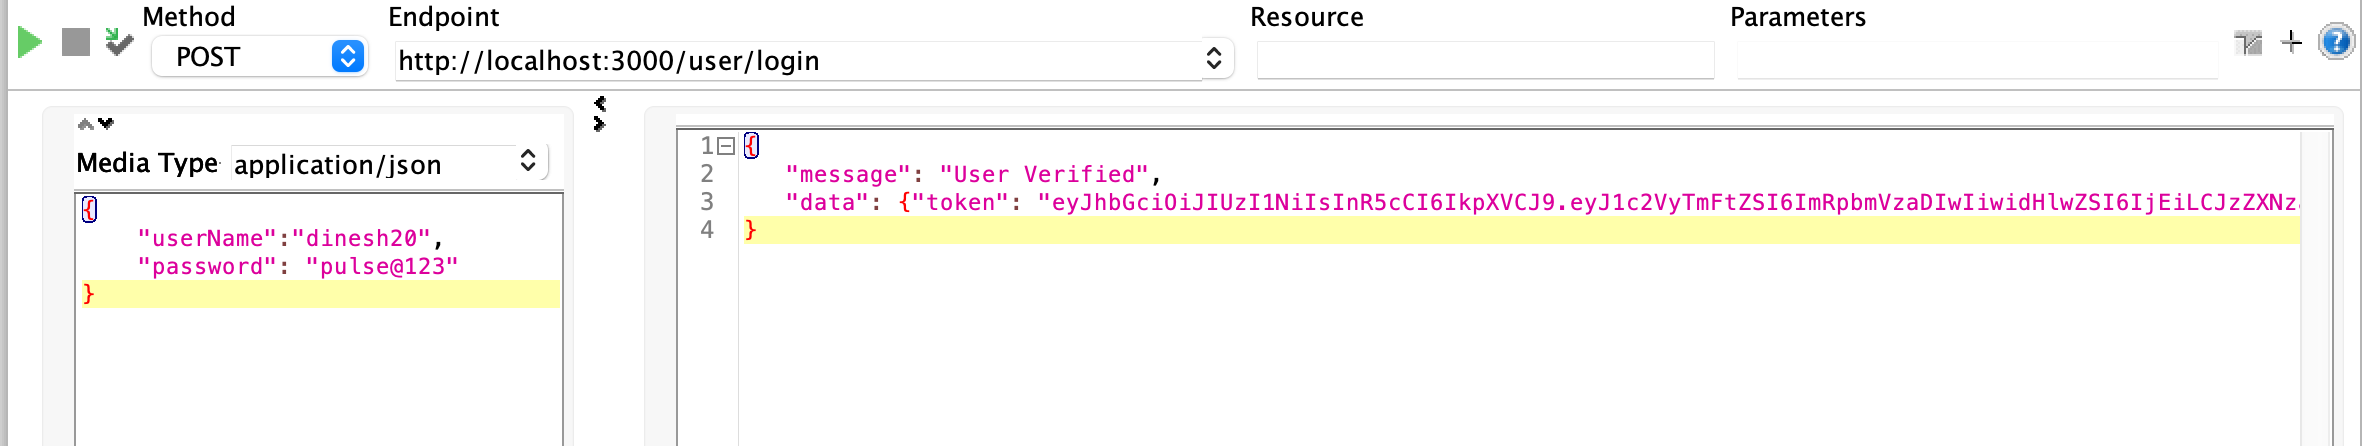 Method Endpoint Resource Parameters
POST http://localhost:3000/user/login
Media Type application/json
{
"userName":"dinesh20",
"password": "pulse@123"
}
1 {
2 "message": "User Verified",
3 "data": {"token": "eyJhbGciOiJIUzI1NiIsInR5cCI6IkpXVCJ9.eyJ1c2VyTmFtZSI6ImRpbmVzaDIwIiwidHlwZSI6IjEiLCJzZXNz
4 }